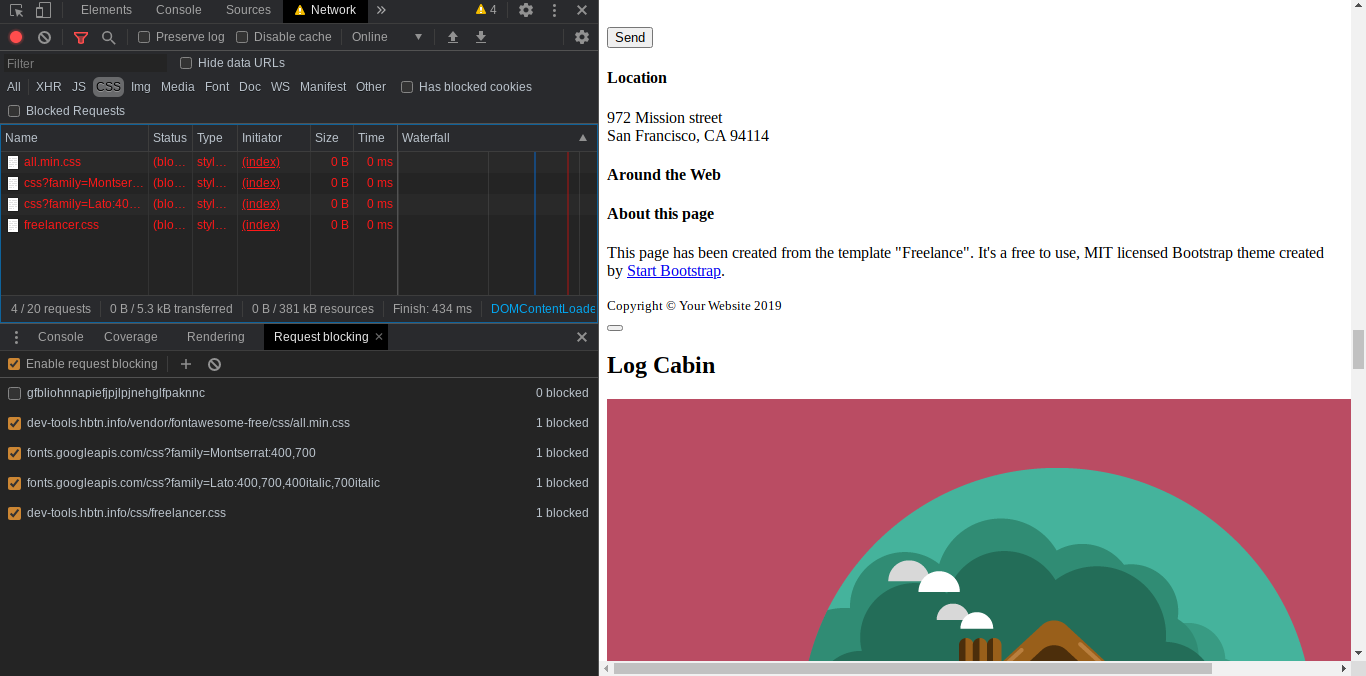 Elements Console Sources Network 4
Preserve log Disable cache Online
Filter Hide data URLs
All XHR JS CSS Img Media Font Doc WS Manifest Other Has blocked cookies
Blocked Requests
Name Status Type Initiator Size Time Waterfall
all.min.css (blo… styl… (index) 0 B 0 ms
css?family=Montser… (blo… styl… (index) 0 B 0 ms
css?family=Lato:40… (blo… styl… (index) 0 B 0 ms
freelancer.css (blo… styl… (index) 0 B 0 ms
4 / 20 requests 0 B / 5.3 kB transferred 0 B / 381 kB resources Finish: 434 ms DOMContentLoade
Console Coverage Rendering Request blocking
Enable request blocking
gfbliohnnapiefjpjlpjnehglfpaknnc 0 blocked
dev-tools.hbtn.info/vendor/fontawesome-free/css/all.min.css 1 blocked
fonts.googleapis.com/css?family=Montserrat:400,700 1 blocked
fonts.googleapis.com/css?family=Lato:400,700,400italic,700italic 1 blocked
dev-tools.hbtn.info/css/freelancer.css 1 blocked
Send
Location
972 Mission street
San Francisco, CA 94114
Around the Web
About this page
This page has been created from the template "Freelance". It's a free to use, MIT licensed Bootstrap theme created
by Start Bootstrap.
Copyright © Your Website 2019
Log Cabin